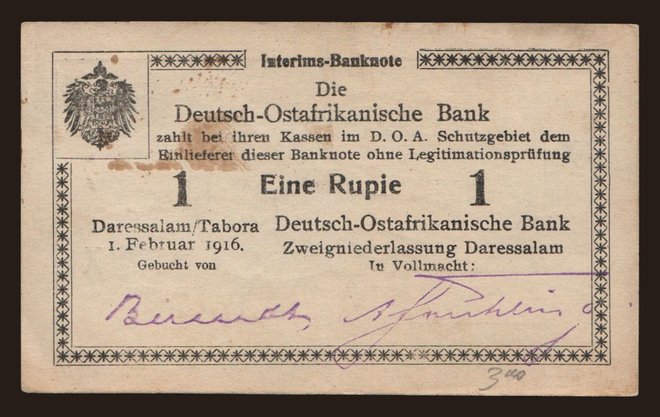 Interims-Banknote
Die
Deutsch-Ostafrikanische Bank
zahlt bei ihren Kassen im D. O. A. Schutzgebiet dem
Einlieferer dieser Banknote ohne Legitimationsprüfung
1 Eine Rupie 1
Daressalam/Tabora
1. Februar 1916.
Gebucht von
Deutsch-Ostafrikanische Bank
Zweigniederlassung Daressalam
In Vollmacht: